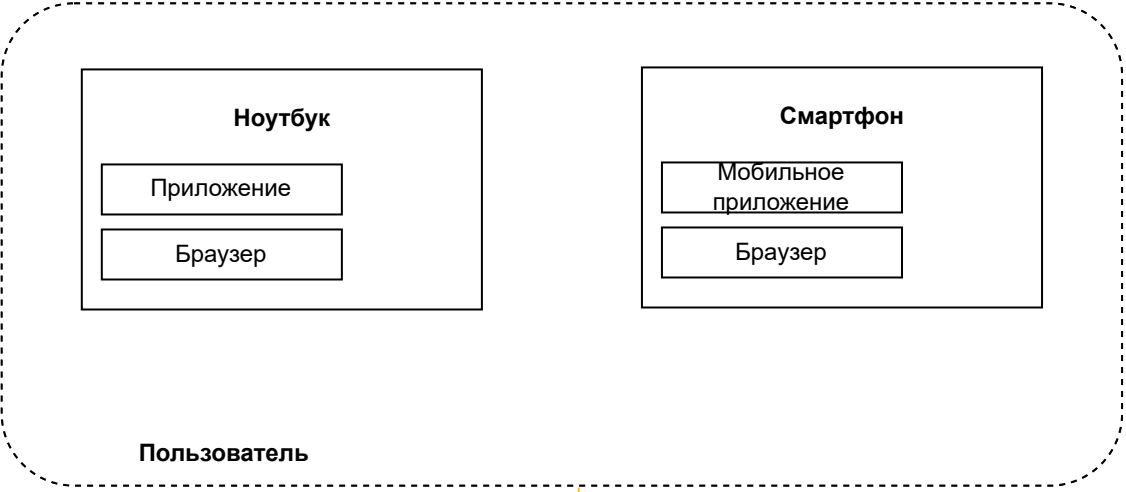 Ноутбук
Приложение
Браузер
Смартфон
Мобильное
приложение
Браузер
Пользователь